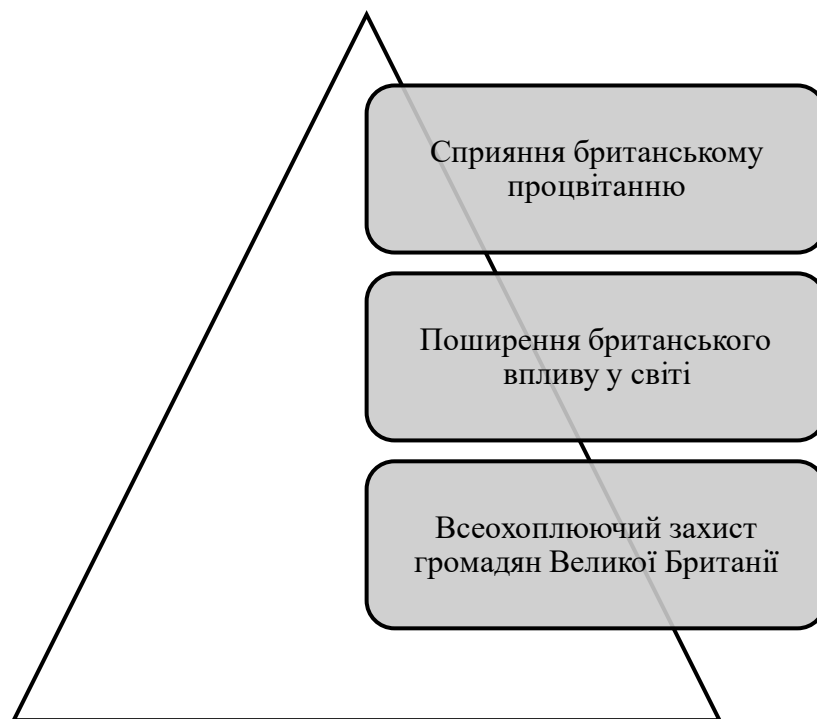 Сприяння британському
процвітанню
Поширення британського
впливу у світі
Всеохоплюючий захист
громадян Великої Британії